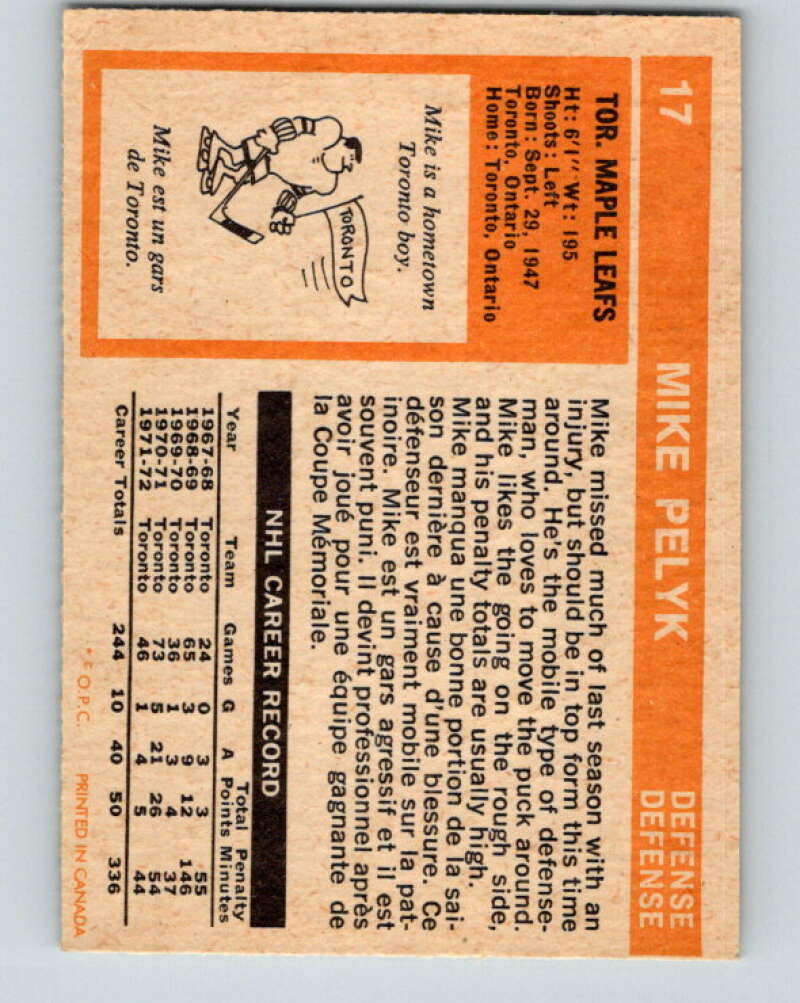 17
MIKE PELYK
DEFENSE
DEFENSE
TOR. MAPLE LEAFS
Ht: 6'1" Wt: 195
Shoots: Left
Born: Sept. 29, 1947
Toronto, Ontario
Home: Toronto, Ontario
Mike is a hometown
Toronto boy.
TORONTO
Mike est un gars
de Toronto.
Mike missed much of last season with an
injury, but should be in top form this time
around. He's the mobile type of defense-
man, who loves to move the puck around.
Mike likes the going on the rough side,
and his penalty totals are usually high.
Mike manqua une bonne portion de la sai-
son dernière à cause d'une blessure. Ce
défenseur est vraiment mobile sur la pat-
inoire. Mike est un gars agressif et il est
souvent puni. Il devint professionnel après
avoir joué pour une équipe gagnante de
la Coupe Mémoriale.
NHL CAREER RECORD
Total Penalty
Year Team Games G A Points Minutes
1967-68 Toronto 24 0 3 3 55
1968-69 Toronto 65 3 9 12 146
1969-70 Toronto 36 1 3 4 37
1970-71 Toronto 73 5 21 26 54
1971-72 Toronto 46 1 4 5 44
Career Totals 244 10 40 50 336
* © O.P.C. PRINTED IN CANADA